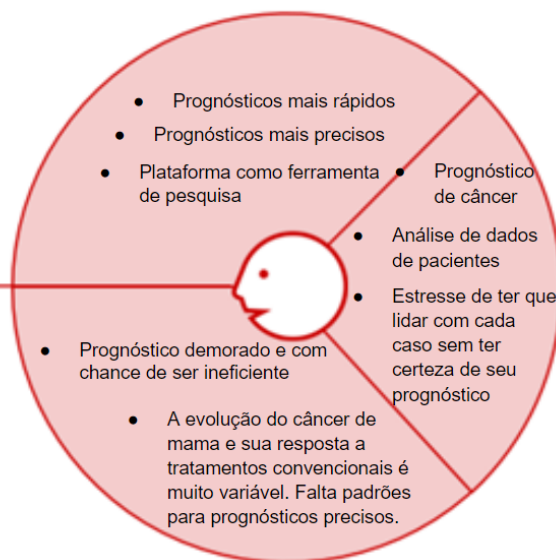 ● Prognósticos mais rápidos
● Prognósticos mais precisos
● Plataforma como ferramenta
de pesquisa
● Prognóstico
de câncer
● Análise de dados
de pacientes
● Estresse de ter que
lidar com cada
caso sem ter
certeza de seu
prognóstico
● Prognóstico demorado e com
chance de ser ineficiente
● A evolução do câncer de
mama e sua resposta a
tratamentos convencionais é
muito variável. Falta padrões
para prognósticos precisos.